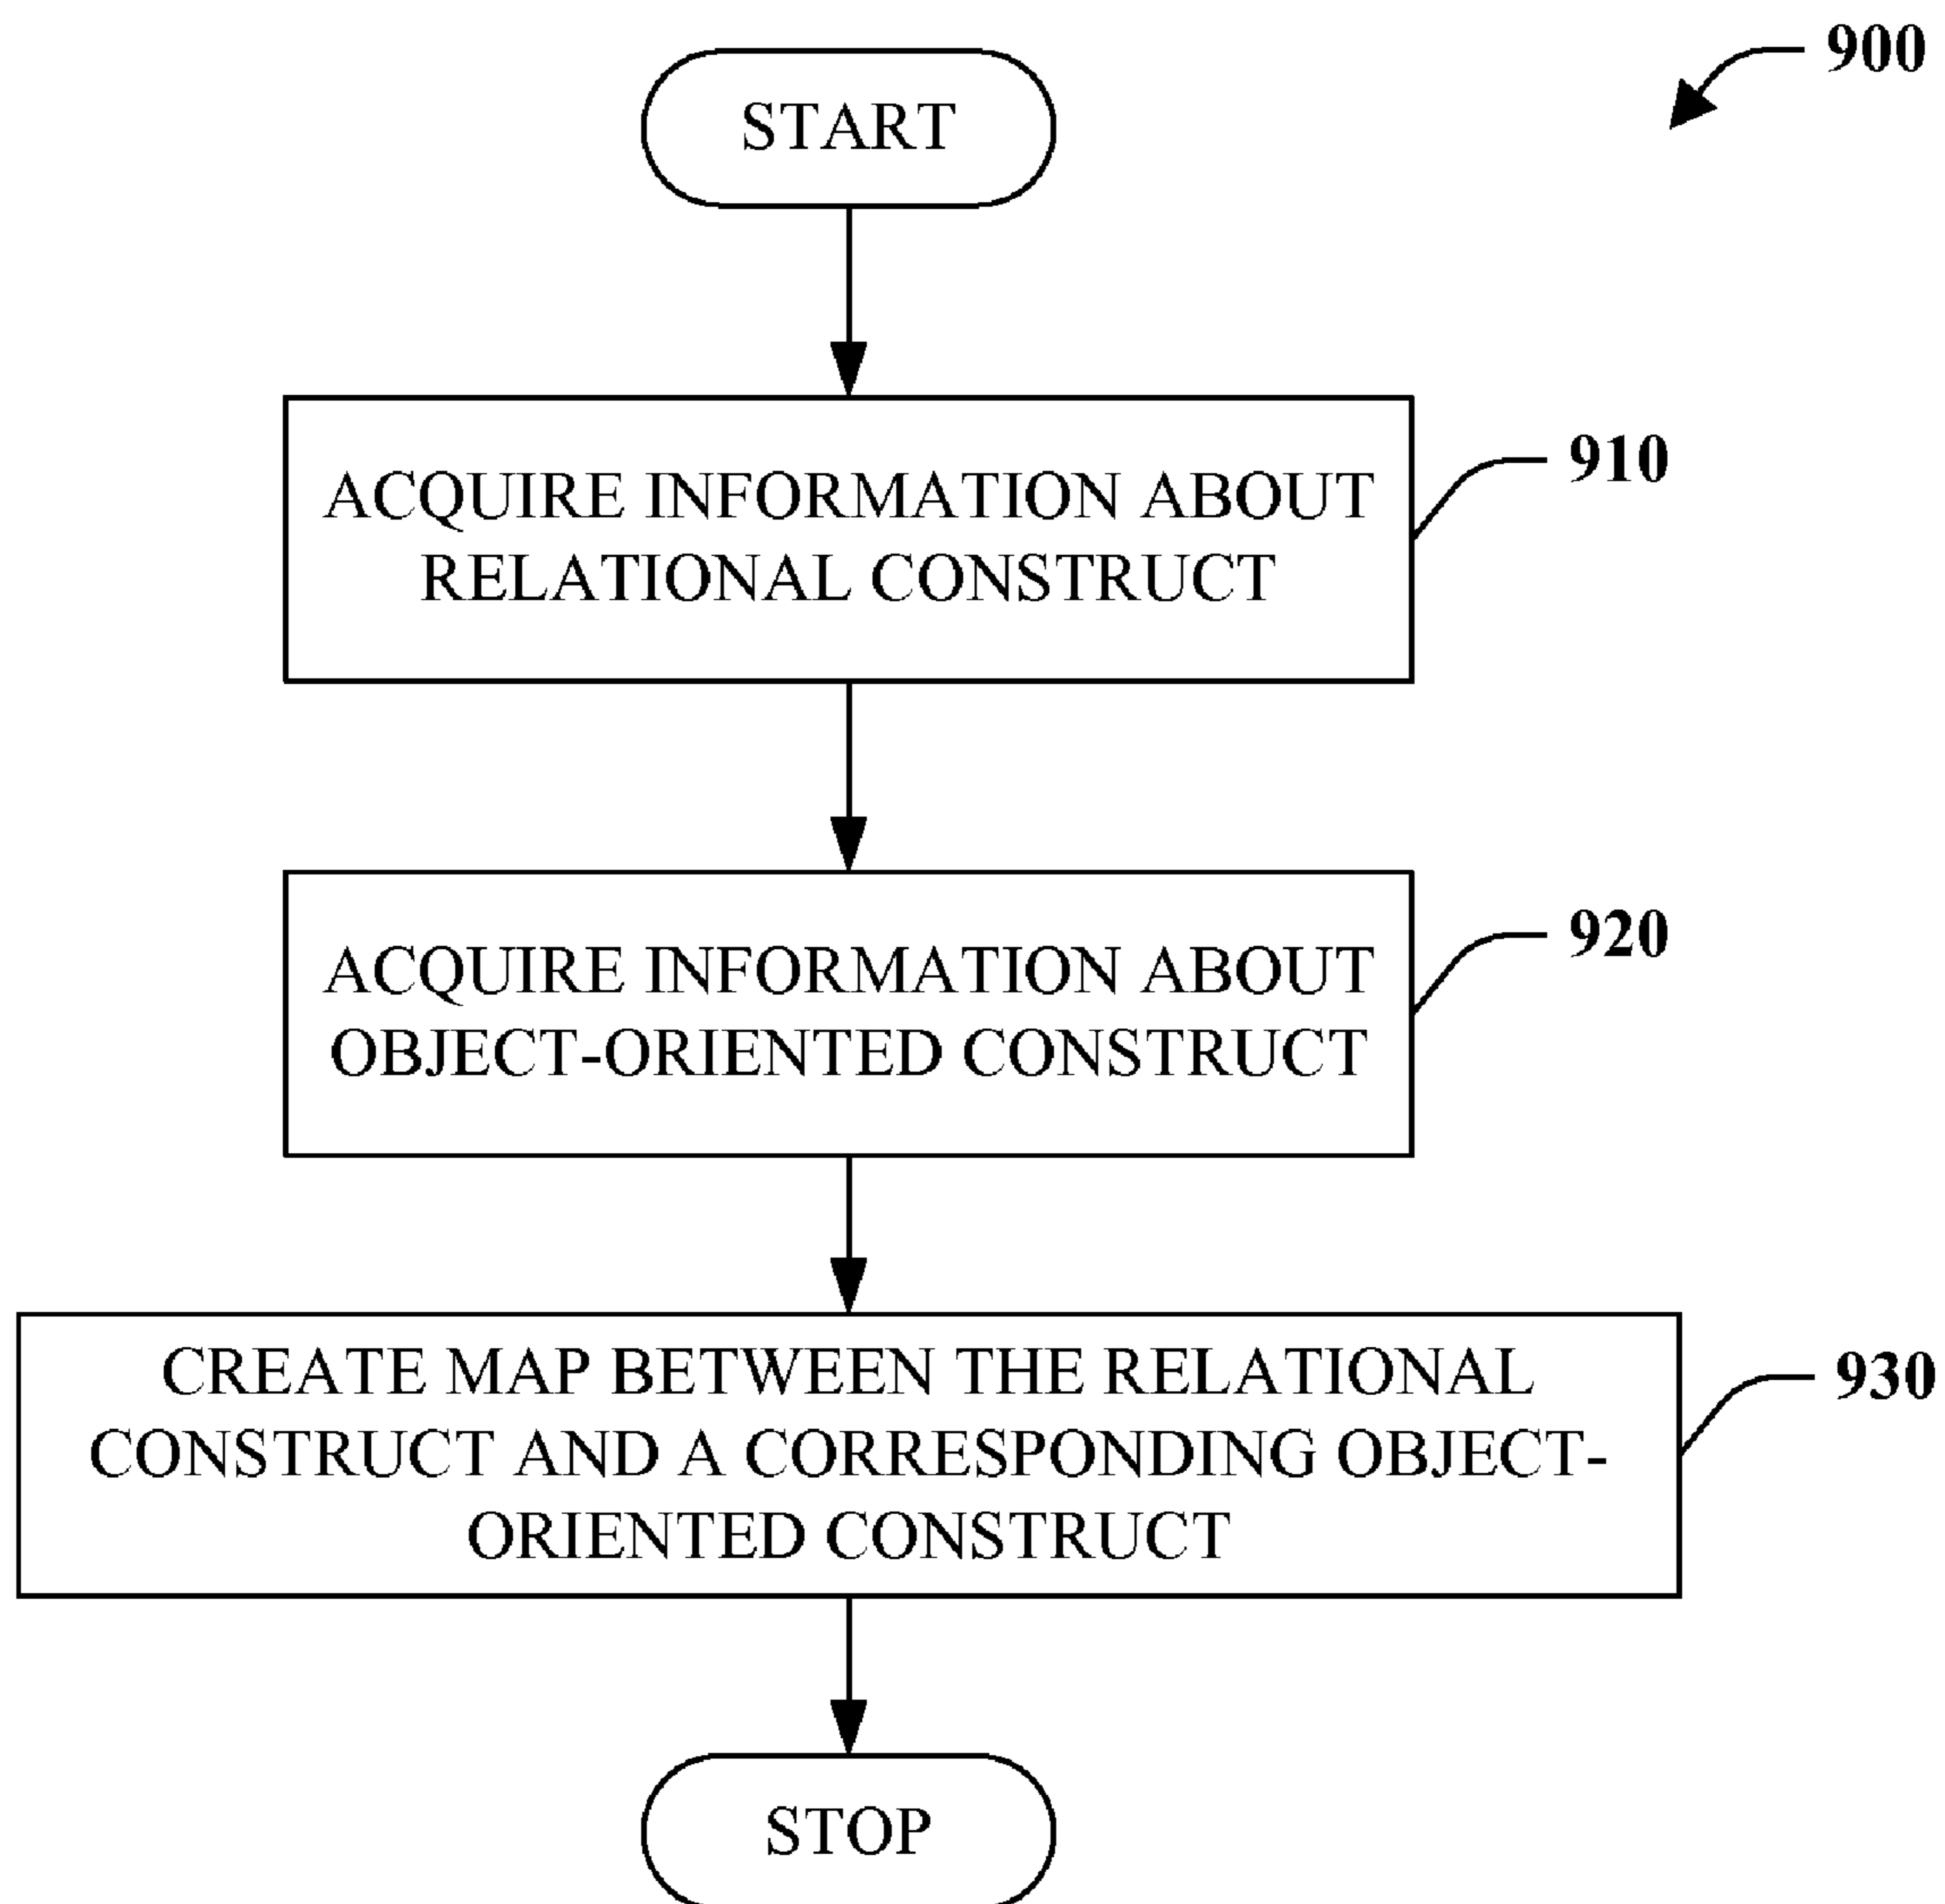 900
START
ACQUIRE INFORMATION ABOUT
RELATIONAL CONSTRUCT
910
ACQUIRE INFORMATION ABOUT
OBJECT-ORIENTED CONSTRUCT
920
CREATE MAP BETWEEN THE RELATIONAL
CONSTRUCT AND A CORRESPONDING OBJECT-
ORIENTED CONSTRUCT
930
STOP